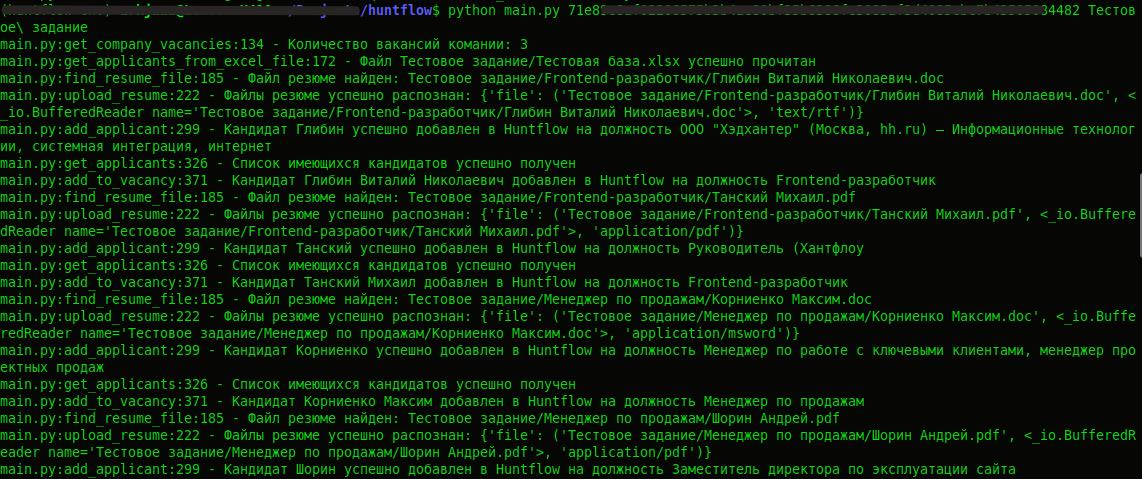 /huntflow$ python main.py 71e8 84482 Тестов
ое\ задание
main.py:get_company_vacancies:134 - Количество вакансий комании: 3
main.py:get_applicants_from_excel_file:172 - Файл Тестовое задание/Тестовая база.xlsx успешно прочитан
main.py:find_resume_file:185 - Файл резюме найден: Тестовое задание/Frontend-разработчик/Глибин Виталий Николаевич.doc
main.py:upload_resume:222 - Файлы резюме успешно распознан: {'file': ('Тестовое задание/Frontend-разработчик/Глибин Виталий Николаевич.doc', <
_io.BufferedReader name='Тестовое задание/Frontend-разработчик/Глибин Виталий Николаевич.doc'>, 'text/rtf')}
main.py:add_applicant:299 - Кандидат Глибин успешно добавлен в Huntflow на должность ООО "Хэдхантер" (Москва, hh.ru) — Информационные технолог
ии, системная интеграция, интернет
main.py:get_applicants:326 - Список имеющихся кандидатов успешно получен
main.py:add_to_vacancy:371 - Кандидат Глибин Виталий Николаевич добавлен в Huntflow на должность Frontend-разработчик
main.py:find_resume_file:185 - Файл резюме найден: Тестовое задание/Frontend-разработчик/Танский Михаил.pdf
main.py:upload_resume:222 - Файлы резюме успешно распознан: {'file': ('Тестовое задание/Frontend-разработчик/Танский Михаил.pdf', <_io.Buffere
dReader name='Тестовое задание/Frontend-разработчик/Танский Михаил.pdf'>, 'application/pdf')}
main.py:add_applicant:299 - Кандидат Танский успешно добавлен в Huntflow на должность Руководитель (Хантфлоу
main.py:get_applicants:326 - Список имеющихся кандидатов успешно получен
main.py:add_to_vacancy:371 - Кандидат Танский Михаил добавлен в Huntflow на должность Frontend-разработчик
main.py:find_resume_file:185 - Файл резюме найден: Тестовое задание/Менеджер по продажам/Корниенко Максим.doc
main.py:upload_resume:222 - Файлы резюме успешно распознан: {'file': ('Тестовое задание/Менеджер по продажам/Корниенко Максим.doc', <_io.Buffe
redReader name='Тестовое задание/Менеджер по продажам/Корниенко Максим.doc'>, 'application/msword')}
main.py:add_applicant:299 - Кандидат Корниенко успешно добавлен в Huntflow на должность Менеджер по работе с ключевыми клиентами, менеджер про
ектных продаж
main.py:get_applicants:326 - Список имеющихся кандидатов успешно получен
main.py:add_to_vacancy:371 - Кандидат Корниенко Максим добавлен в Huntflow на должность Менеджер по продажам
main.py:find_resume_file:185 - Файл резюме найден: Тестовое задание/Менеджер по продажам/Шорин Андрей.pdf
main.py:upload_resume:222 - Файлы резюме успешно распознан: {'file': ('Тестовое задание/Менеджер по продажам/Шорин Андрей.pdf', <_io.BufferedR
eader name='Тестовое задание/Менеджер по продажам/Шорин Андрей.pdf'>, 'application/pdf')}
main.py:add_applicant:299 - Кандидат Шорин успешно добавлен в Huntflow на должность Заместитель директора по эксплуатации сайта